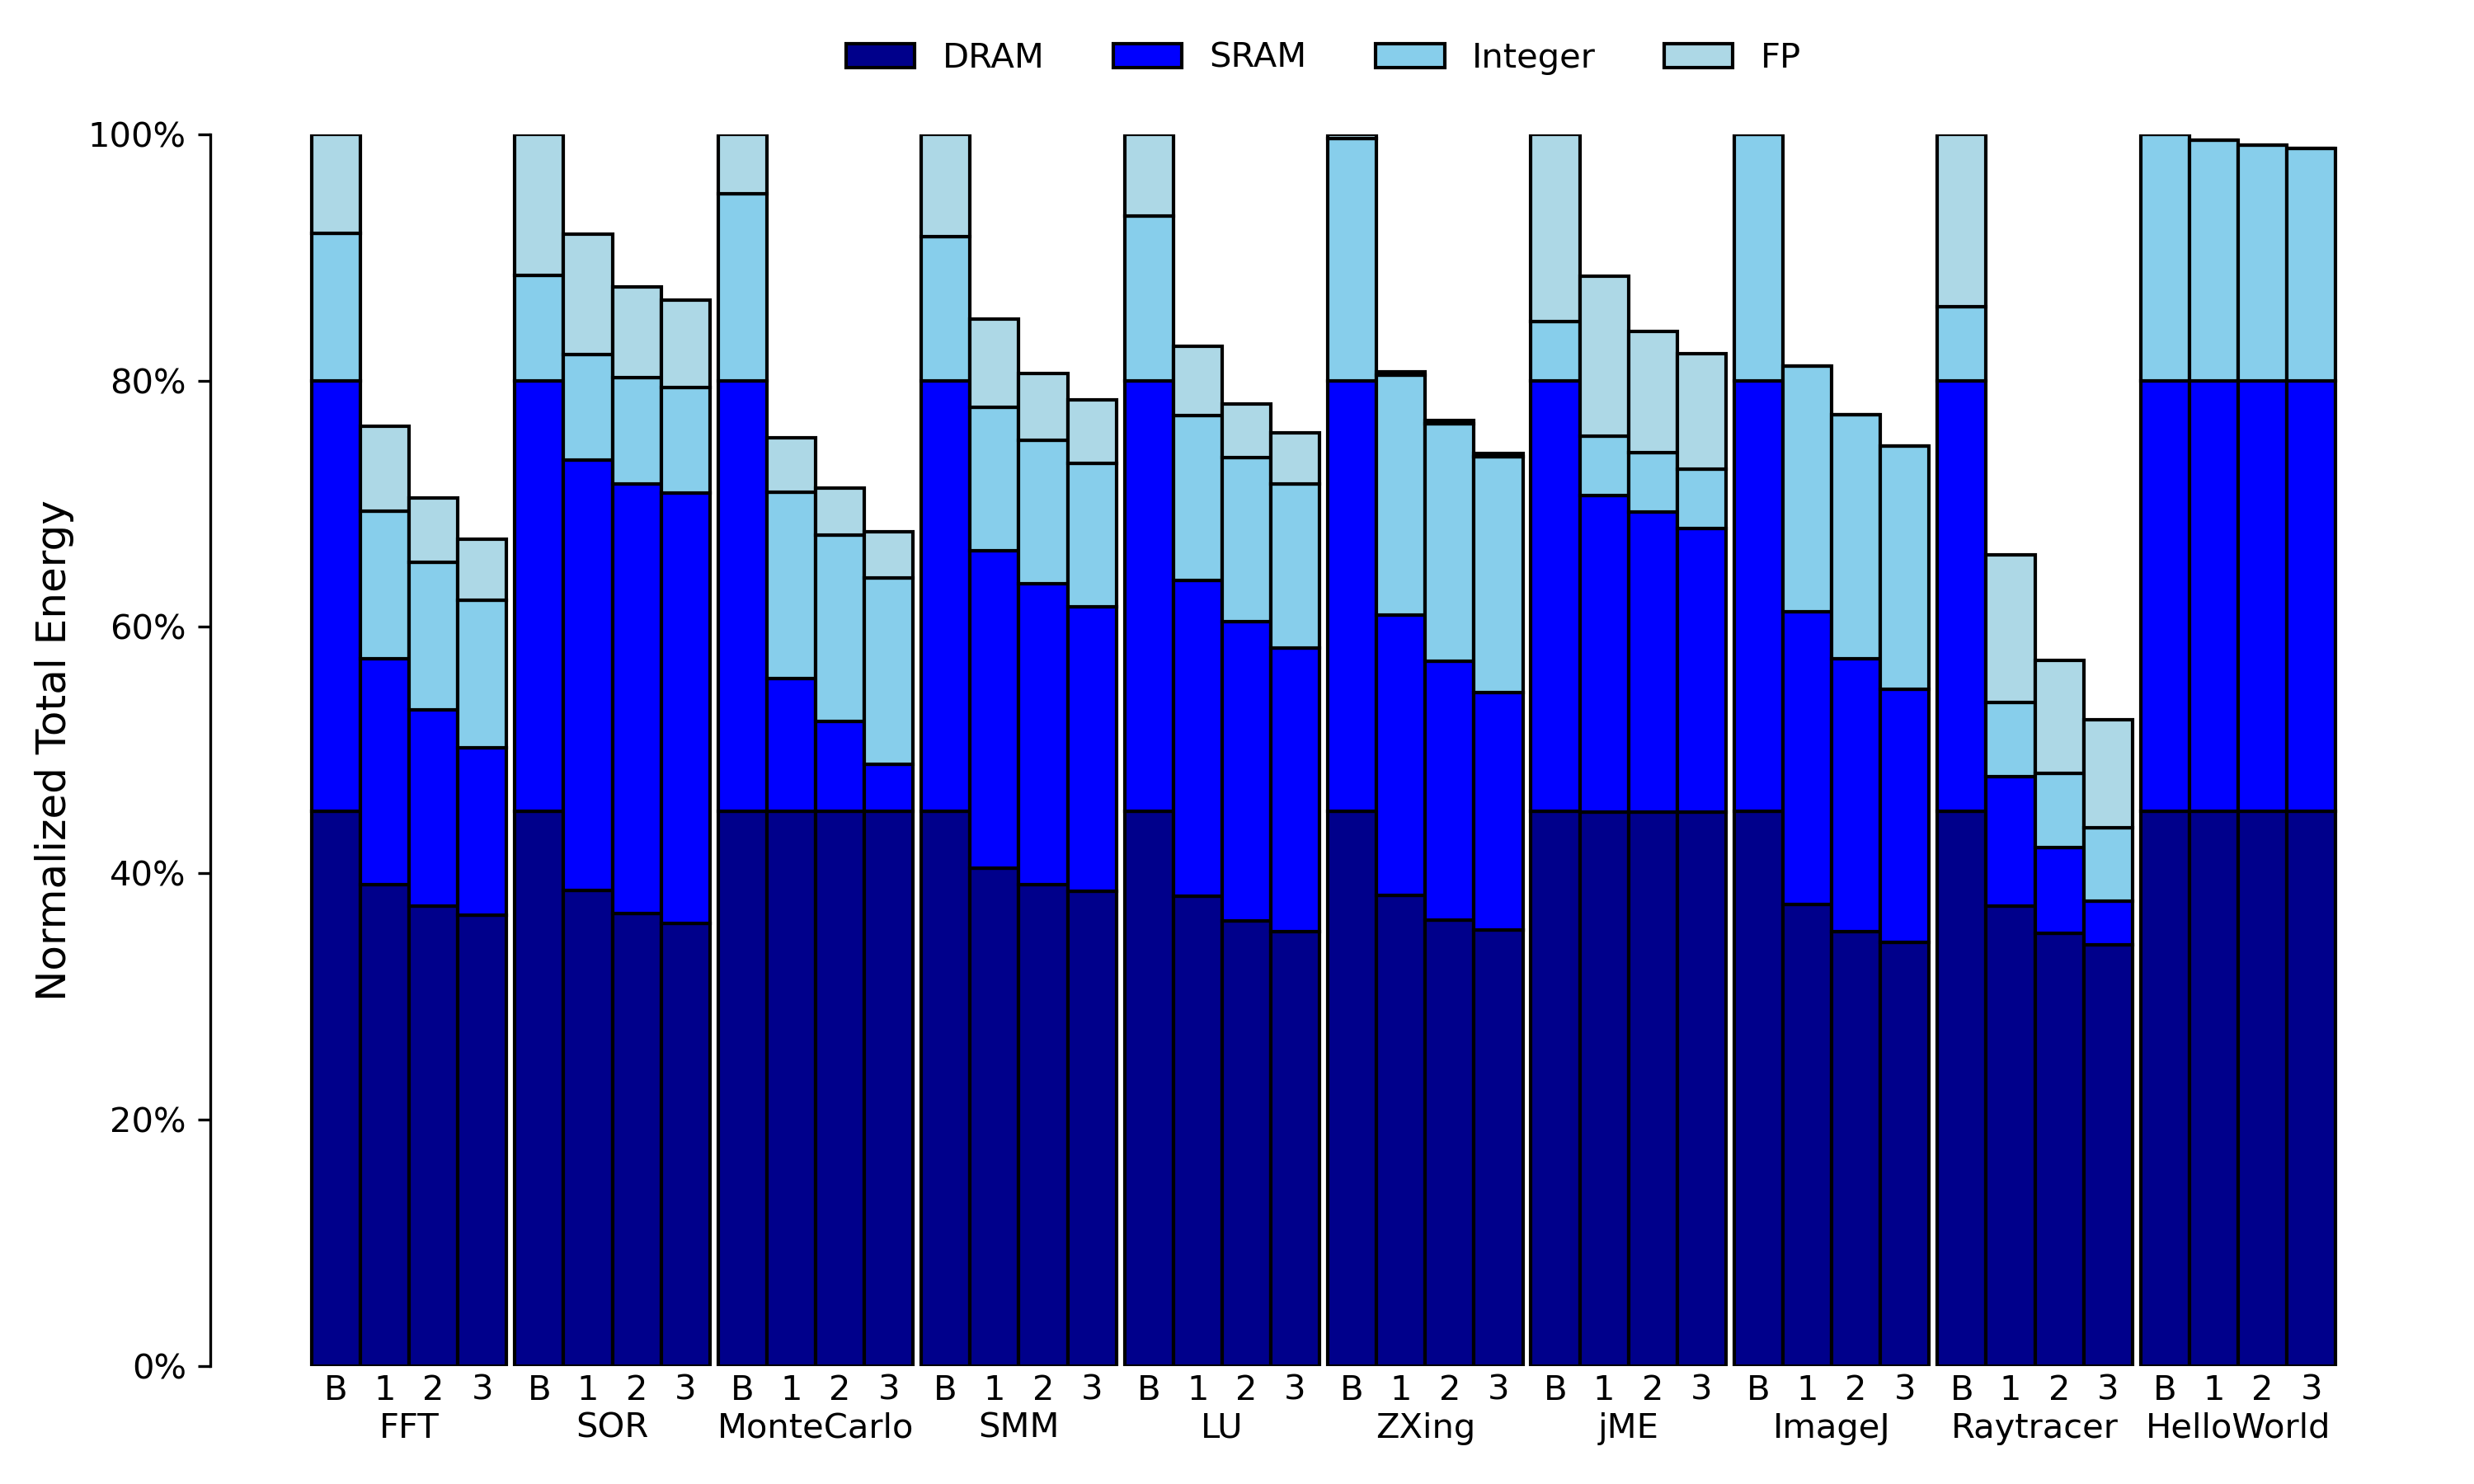 DRAM SRAM Integer FP
Normalized Total Energy
100%
80%
60%
40%
20%
0%
B 1 2 3 B 1 2 3 B 1 2 3 B 1 2 3 B 1 2 3 B 1 2 3 B 1 2 3 B 1 2 3 B 1 2 3 B 1 2 3
FFT SOR MonteCarlo SMM LU ZXing jME ImageJ Raytracer HelloWorld